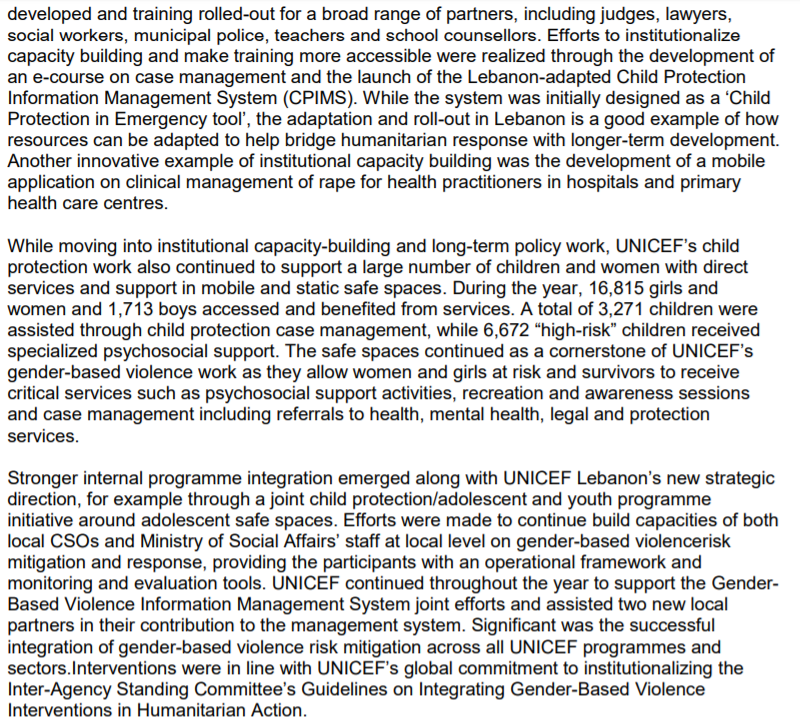 developed and training rolled-out for a broad range of partners, including judges, lawyers,
social workers, municipal police, teachers and school counsellors. Efforts to institutionalize
capacity building and make training more accessible were realized through the development of
an e-course on case management and the launch of the Lebanon-adapted Child Protection
Information Management System (CPIMS). While the system was initially designed as a ‘Child
Protection in Emergency tool’, the adaptation and roll-out in Lebanon is a good example of how
resources can be adapted to help bridge humanitarian response with longer-term development.
Another innovative example of institutional capacity building was the development of a mobile
application on clinical management of rape for health practitioners in hospitals and primary
health care centres.

While moving into institutional capacity-building and long-term policy work, UNICEF’s child
protection work also continued to support a large number of children and women with direct
services and support in mobile and static safe spaces. During the year, 16,815 girls and
women and 1,713 boys accessed and benefited from services. A total of 3,271 children were
assisted through child protection case management, while 6,672 “high-risk” children received
specialized psychosocial support. The safe spaces continued as a cornerstone of UNICEF’s
gender-based violence work as they allow women and girls at risk and survivors to receive
critical services such as psychosocial support activities, recreation and awareness sessions
and case management including referrals to health, mental health, legal and protection
services.

Stronger internal programme integration emerged along with UNICEF Lebanon’s new strategic
direction, for example through a joint child protection/adolescent and youth programme
initiative around adolescent safe spaces. Efforts were made to continue build capacities of both
local CSOs and Ministry of Social Affairs’ staff at local level on gender-based violencerisk
mitigation and response, providing the participants with an operational framework and
monitoring and evaluation tools. UNICEF continued throughout the year to support the Gender-
Based Violence Information Management System joint efforts and assisted two new local
partners in their contribution to the management system. Significant was the successful
integration of gender-based violence risk mitigation across all UNICEF programmes and
sectors.Interventions were in line with UNICEF’s global commitment to institutionalizing the
Inter-Agency Standing Committee’s Guidelines on Integrating Gender-Based Violence
Interventions in Humanitarian Action.